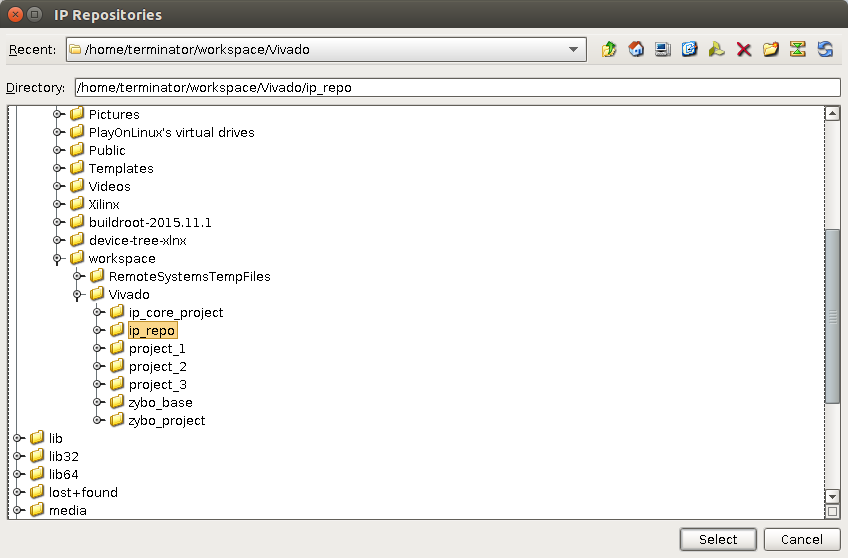 IP Repositories
Recent: /home/terminator/workspace/Vivado
Directory: /home/terminator/workspace/Vivado/ip_repo
Pictures
PlayOnLinux's virtual drives
Public
Templates
Videos
Xilinx
buildroot-2015.11.1
device-tree-xlnx
workspace
RemoteSystemsTempFiles
Vivado
ip_core_project
ip_repo
project_1
project_2
project_3
zybo_base
zybo_project
lib
lib32
lib64
lost+found
media
Select Cancel